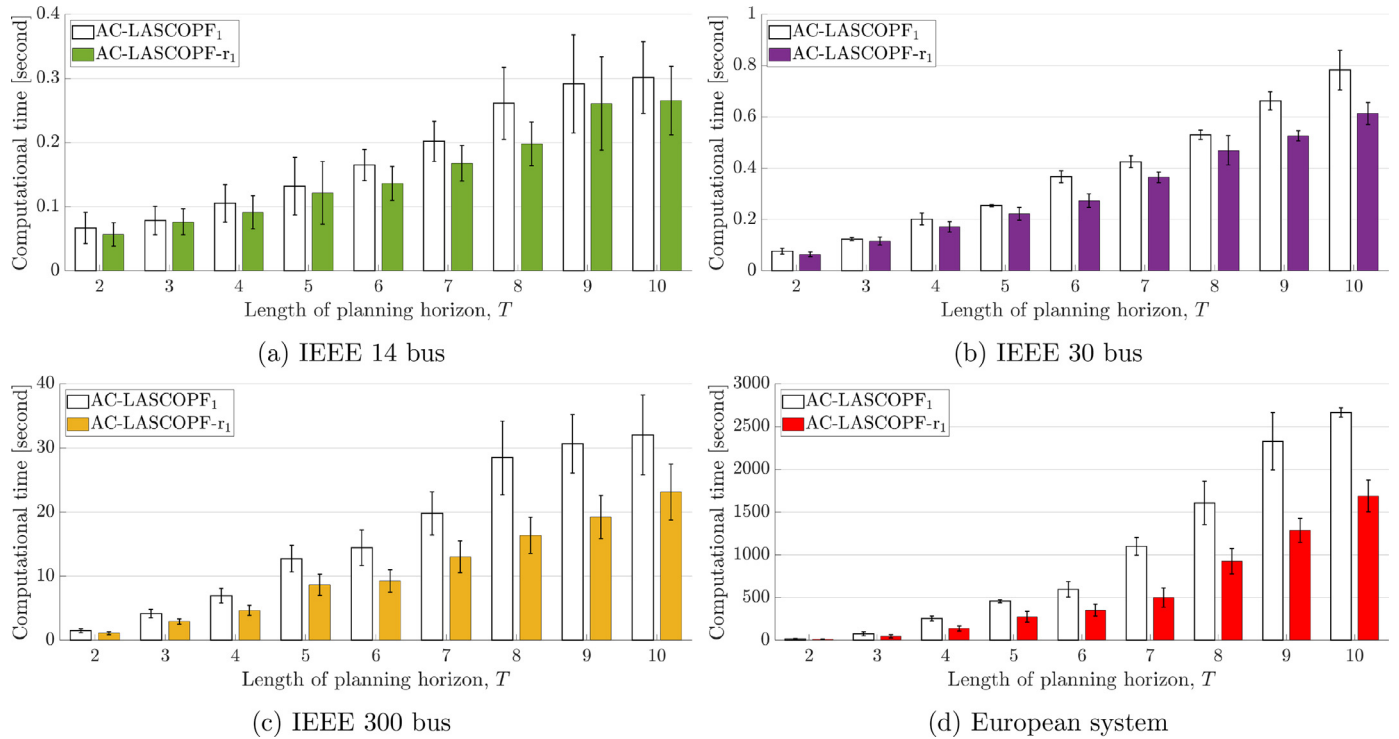 Computational time [second]
0.4
0.3
0.2
0.1
0
AC-LASCOPF₁
AC-LASCOPF-r₁
2 3 4 5 6 7 8 9 10
Length of planning horizon, T
(a) IEEE 14 bus
Computational time [second]
1
0.8
0.6
0.4
0.2
0
AC-LASCOPF₁
AC-LASCOPF-r₁
2 3 4 5 6 7 8 9 10
Length of planning horizon, T
(b) IEEE 30 bus
Computational time [second]
40
30
20
10
0
AC-LASCOPF₁
AC-LASCOPF-r₁
2 3 4 5 6 7 8 9 10
Length of planning horizon, T
(c) IEEE 300 bus
Computational time [second]
3000
2500
2000
1500
1000
500
0
AC-LASCOPF₁
AC-LASCOPF-r₁
2 3 4 5 6 7 8 9 10
Length of planning horizon, T
(d) European system